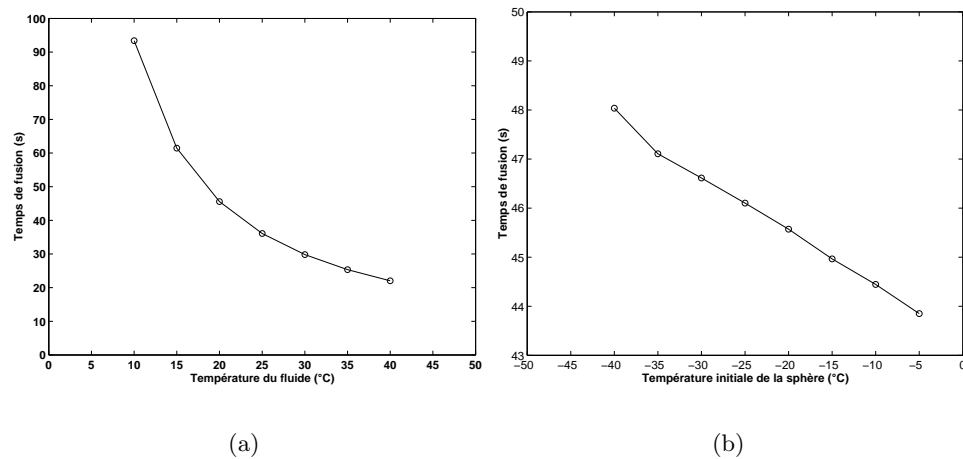 100
90
80
70
60
50
40
30
20
10
0
Temps de fusion (s)
0 5 10 15 20 25 30 35 40 45 50
Température du fluide (°C)
(a)
50
49
48
47
46
45
44
43
Temps de fusion (s)
−50 −45 −40 −35 −30 −25 −20 −15 −10 −5 0
Température initiale de la sphère (°C)
(b)